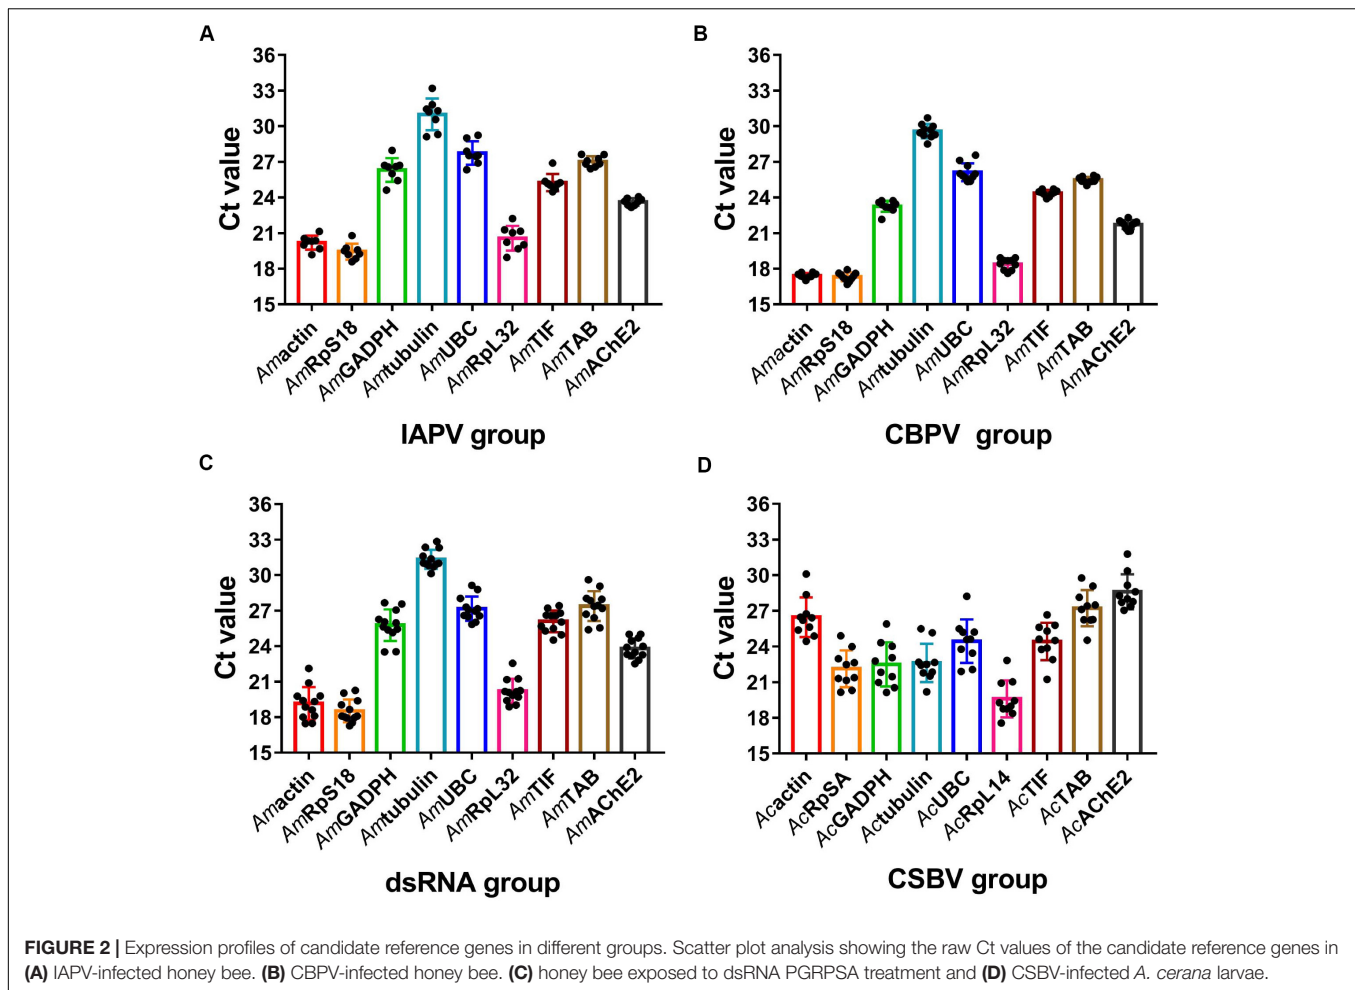 A
36
33
30
27
24
21
18
15
Ct value
Amactin
AmRpS18
AmGADPH
Amtubulin
AmUBC
AmRpL32
AmTIF
AmTAB
AmAChE2
IAPV group
B
36
33
30
27
24
21
18
15
Ct value
Amactin
AmRpS18
AmGADPH
Amtubulin
AmUBC
AmRpL32
AmTIF
AmTAB
AmAChE2
CBPV group
C
36
33
30
27
24
21
18
15
Ct value
Amactin
AmRpS18
AmGADPH
Amtubulin
AmUBC
AmRpL32
AmTIF
AmTAB
AmAChE2
dsRNA group
D
36
33
30
27
24
21
18
15
Ct value
Acactin
AcRpSA
AcGADPH
Actubulin
AcUBC
AcRpL14
AcTIF
AcTAB
AcAChE2
CSBV group
FIGURE 2 | Expression profiles of candidate reference genes in different groups. Scatter plot analysis showing the raw Ct values of the candidate reference genes in
(A) IAPV-infected honey bee. (B) CBPV-infected honey bee. (C) honey bee exposed to dsRNA PGRPSA treatment and (D) CSBV-infected A. cerana larvae.